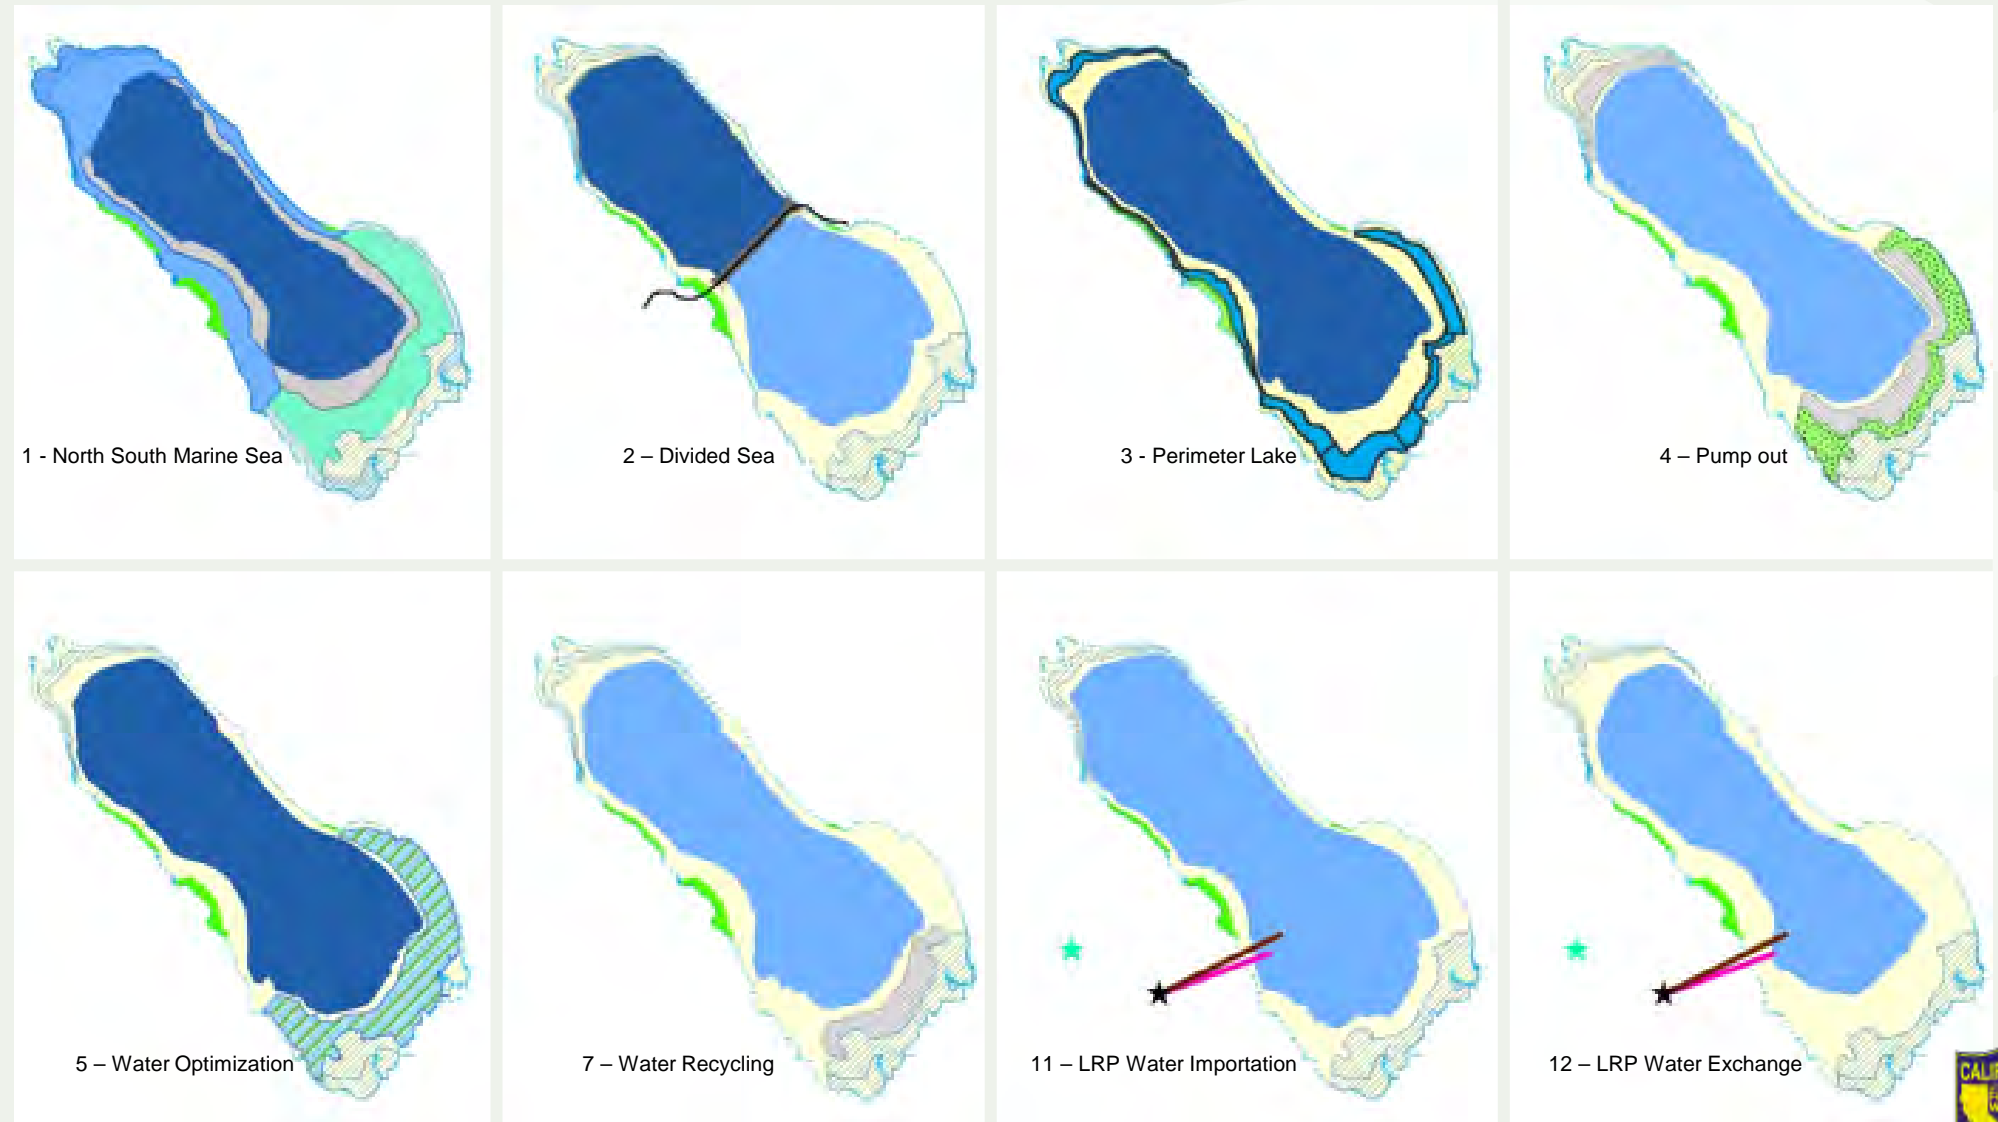 1 - North South Marine Sea
2 – Divided Sea
3 - Perimeter Lake
4 – Pump out
5 – Water Optimization
7 – Water Recycling
11 – LRP Water Importation
12 – LRP Water Exchange